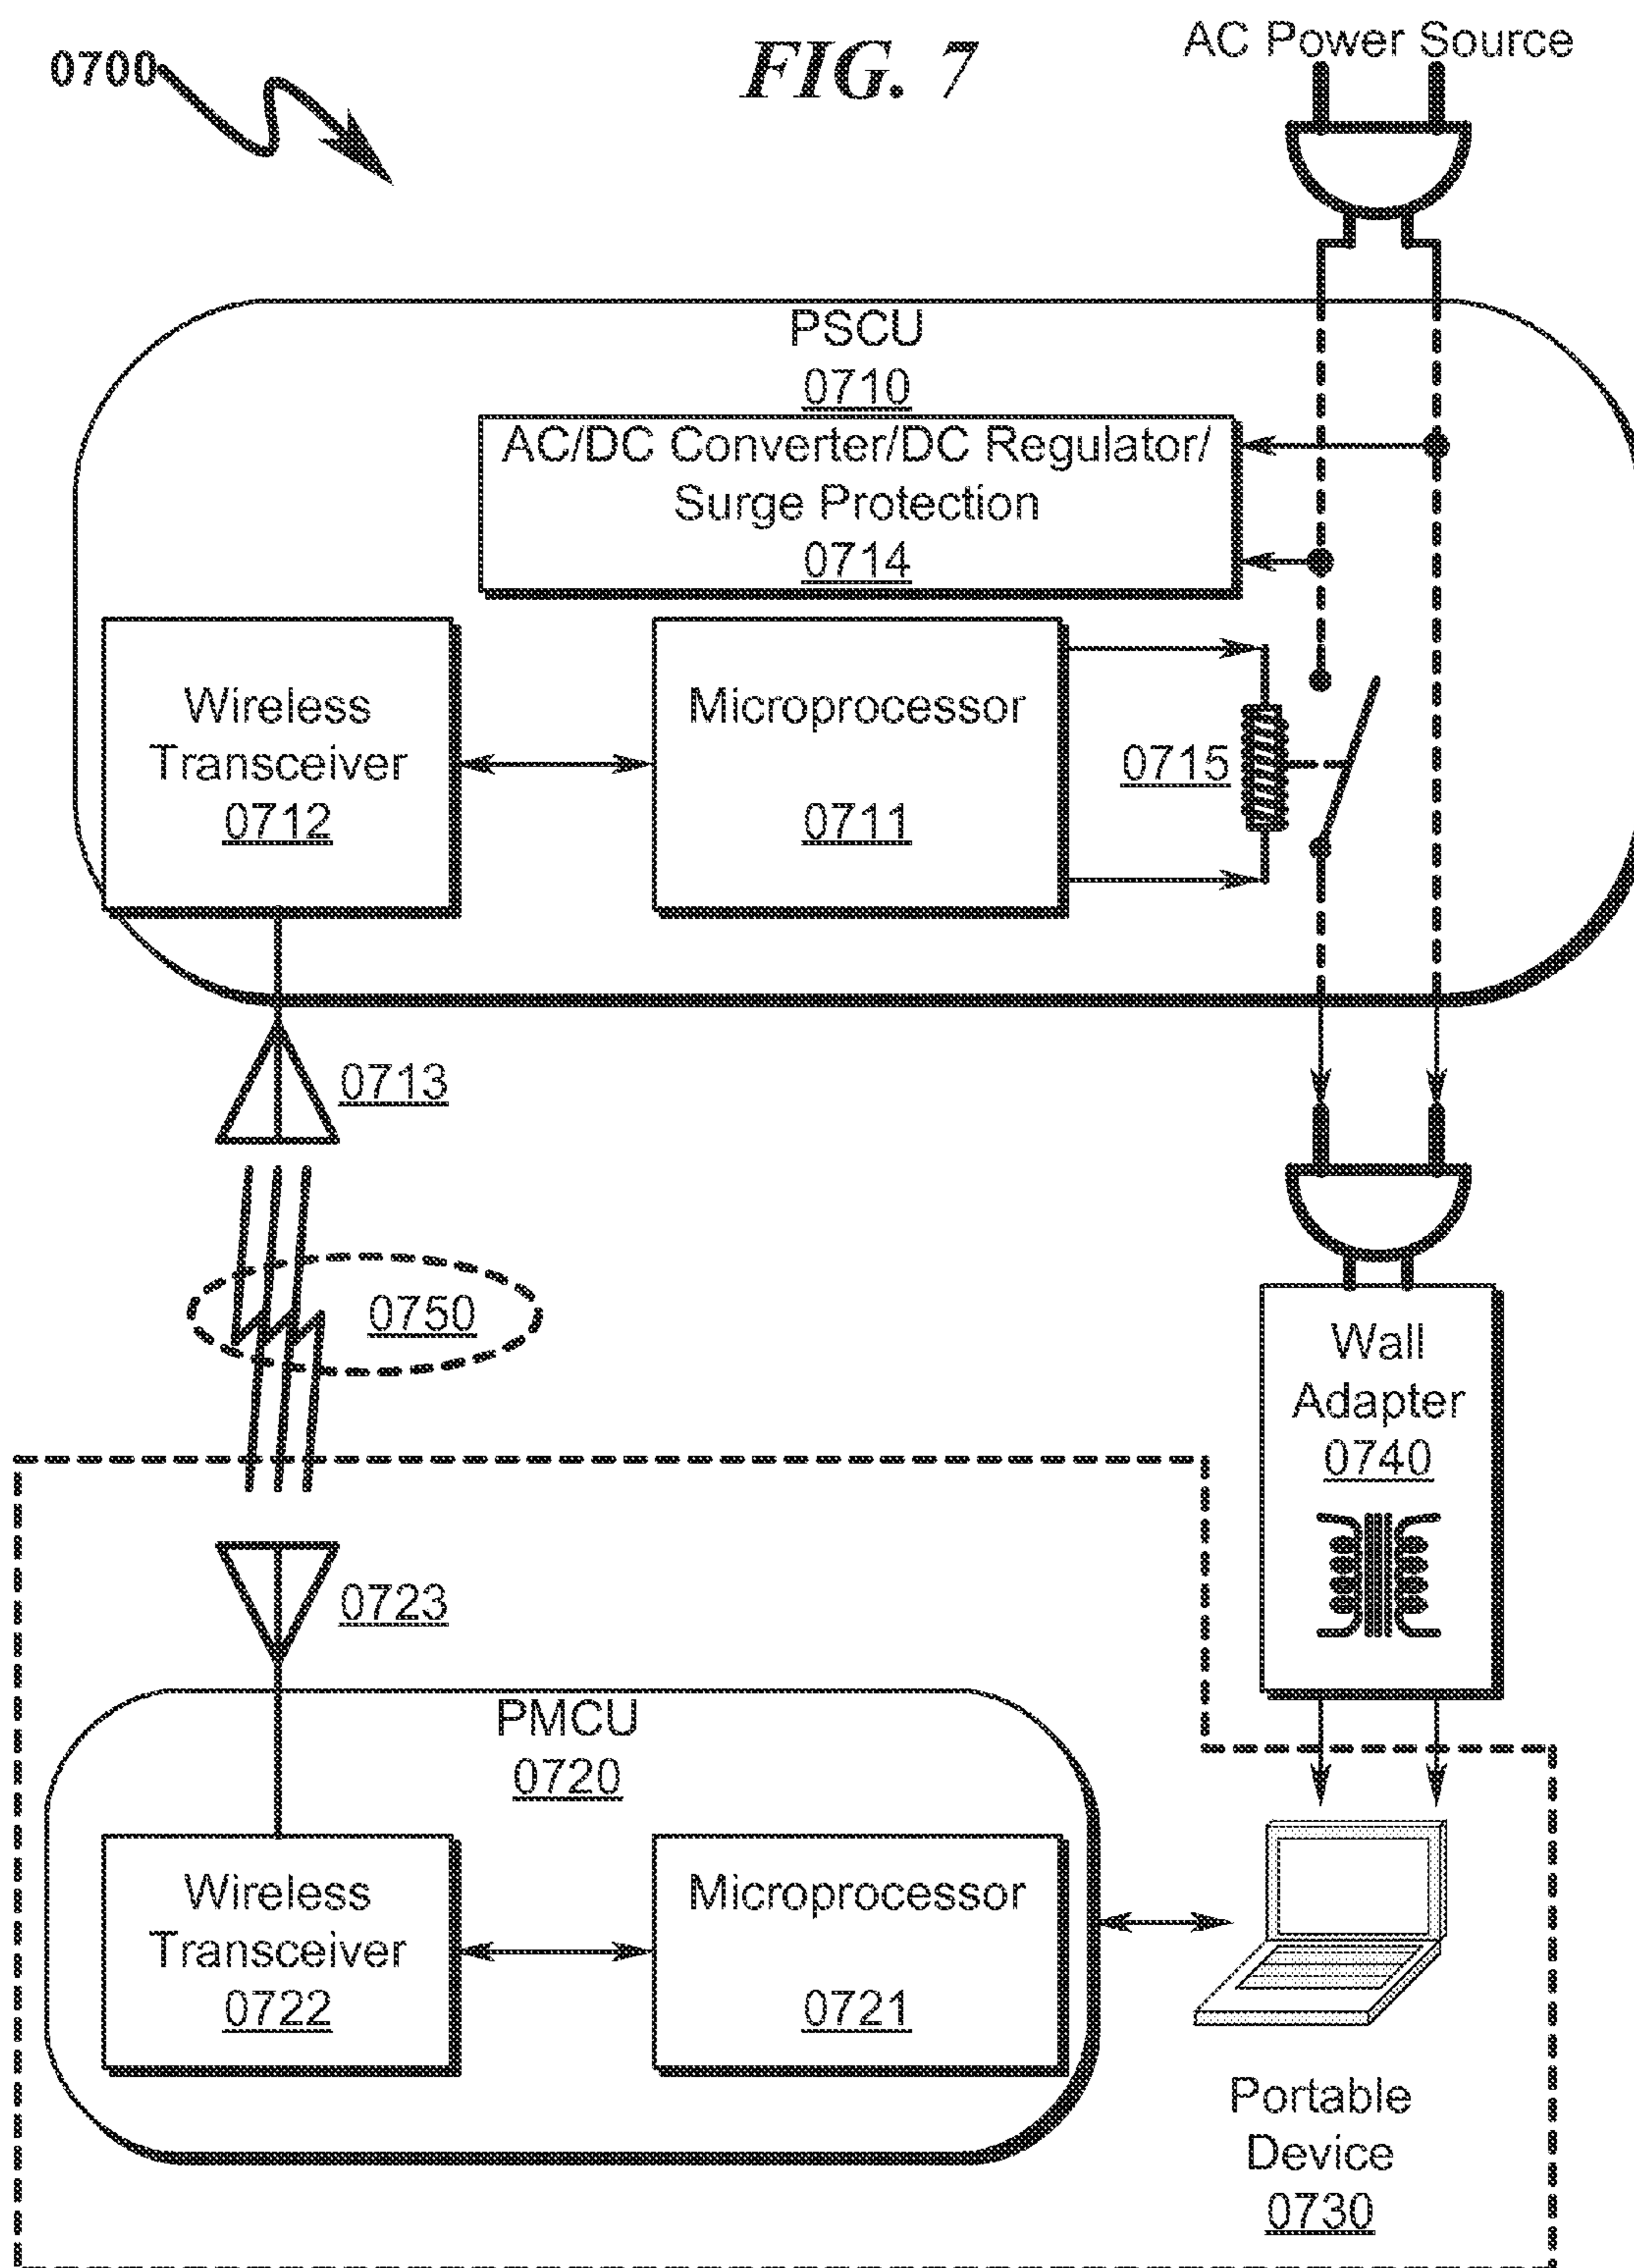 0700
FIG. 7
AC Power Source
PSCU
0710
AC/DC Converter/DC Regulator/
Surge Protection
0714
Wireless
Transceiver
0712
Microprocessor
0711
0715
0713
0750
Wall
Adapter
0740
0723
PMCU
0720
Wireless
Transceiver
0722
Microprocessor
0721
Portable
Device
0730